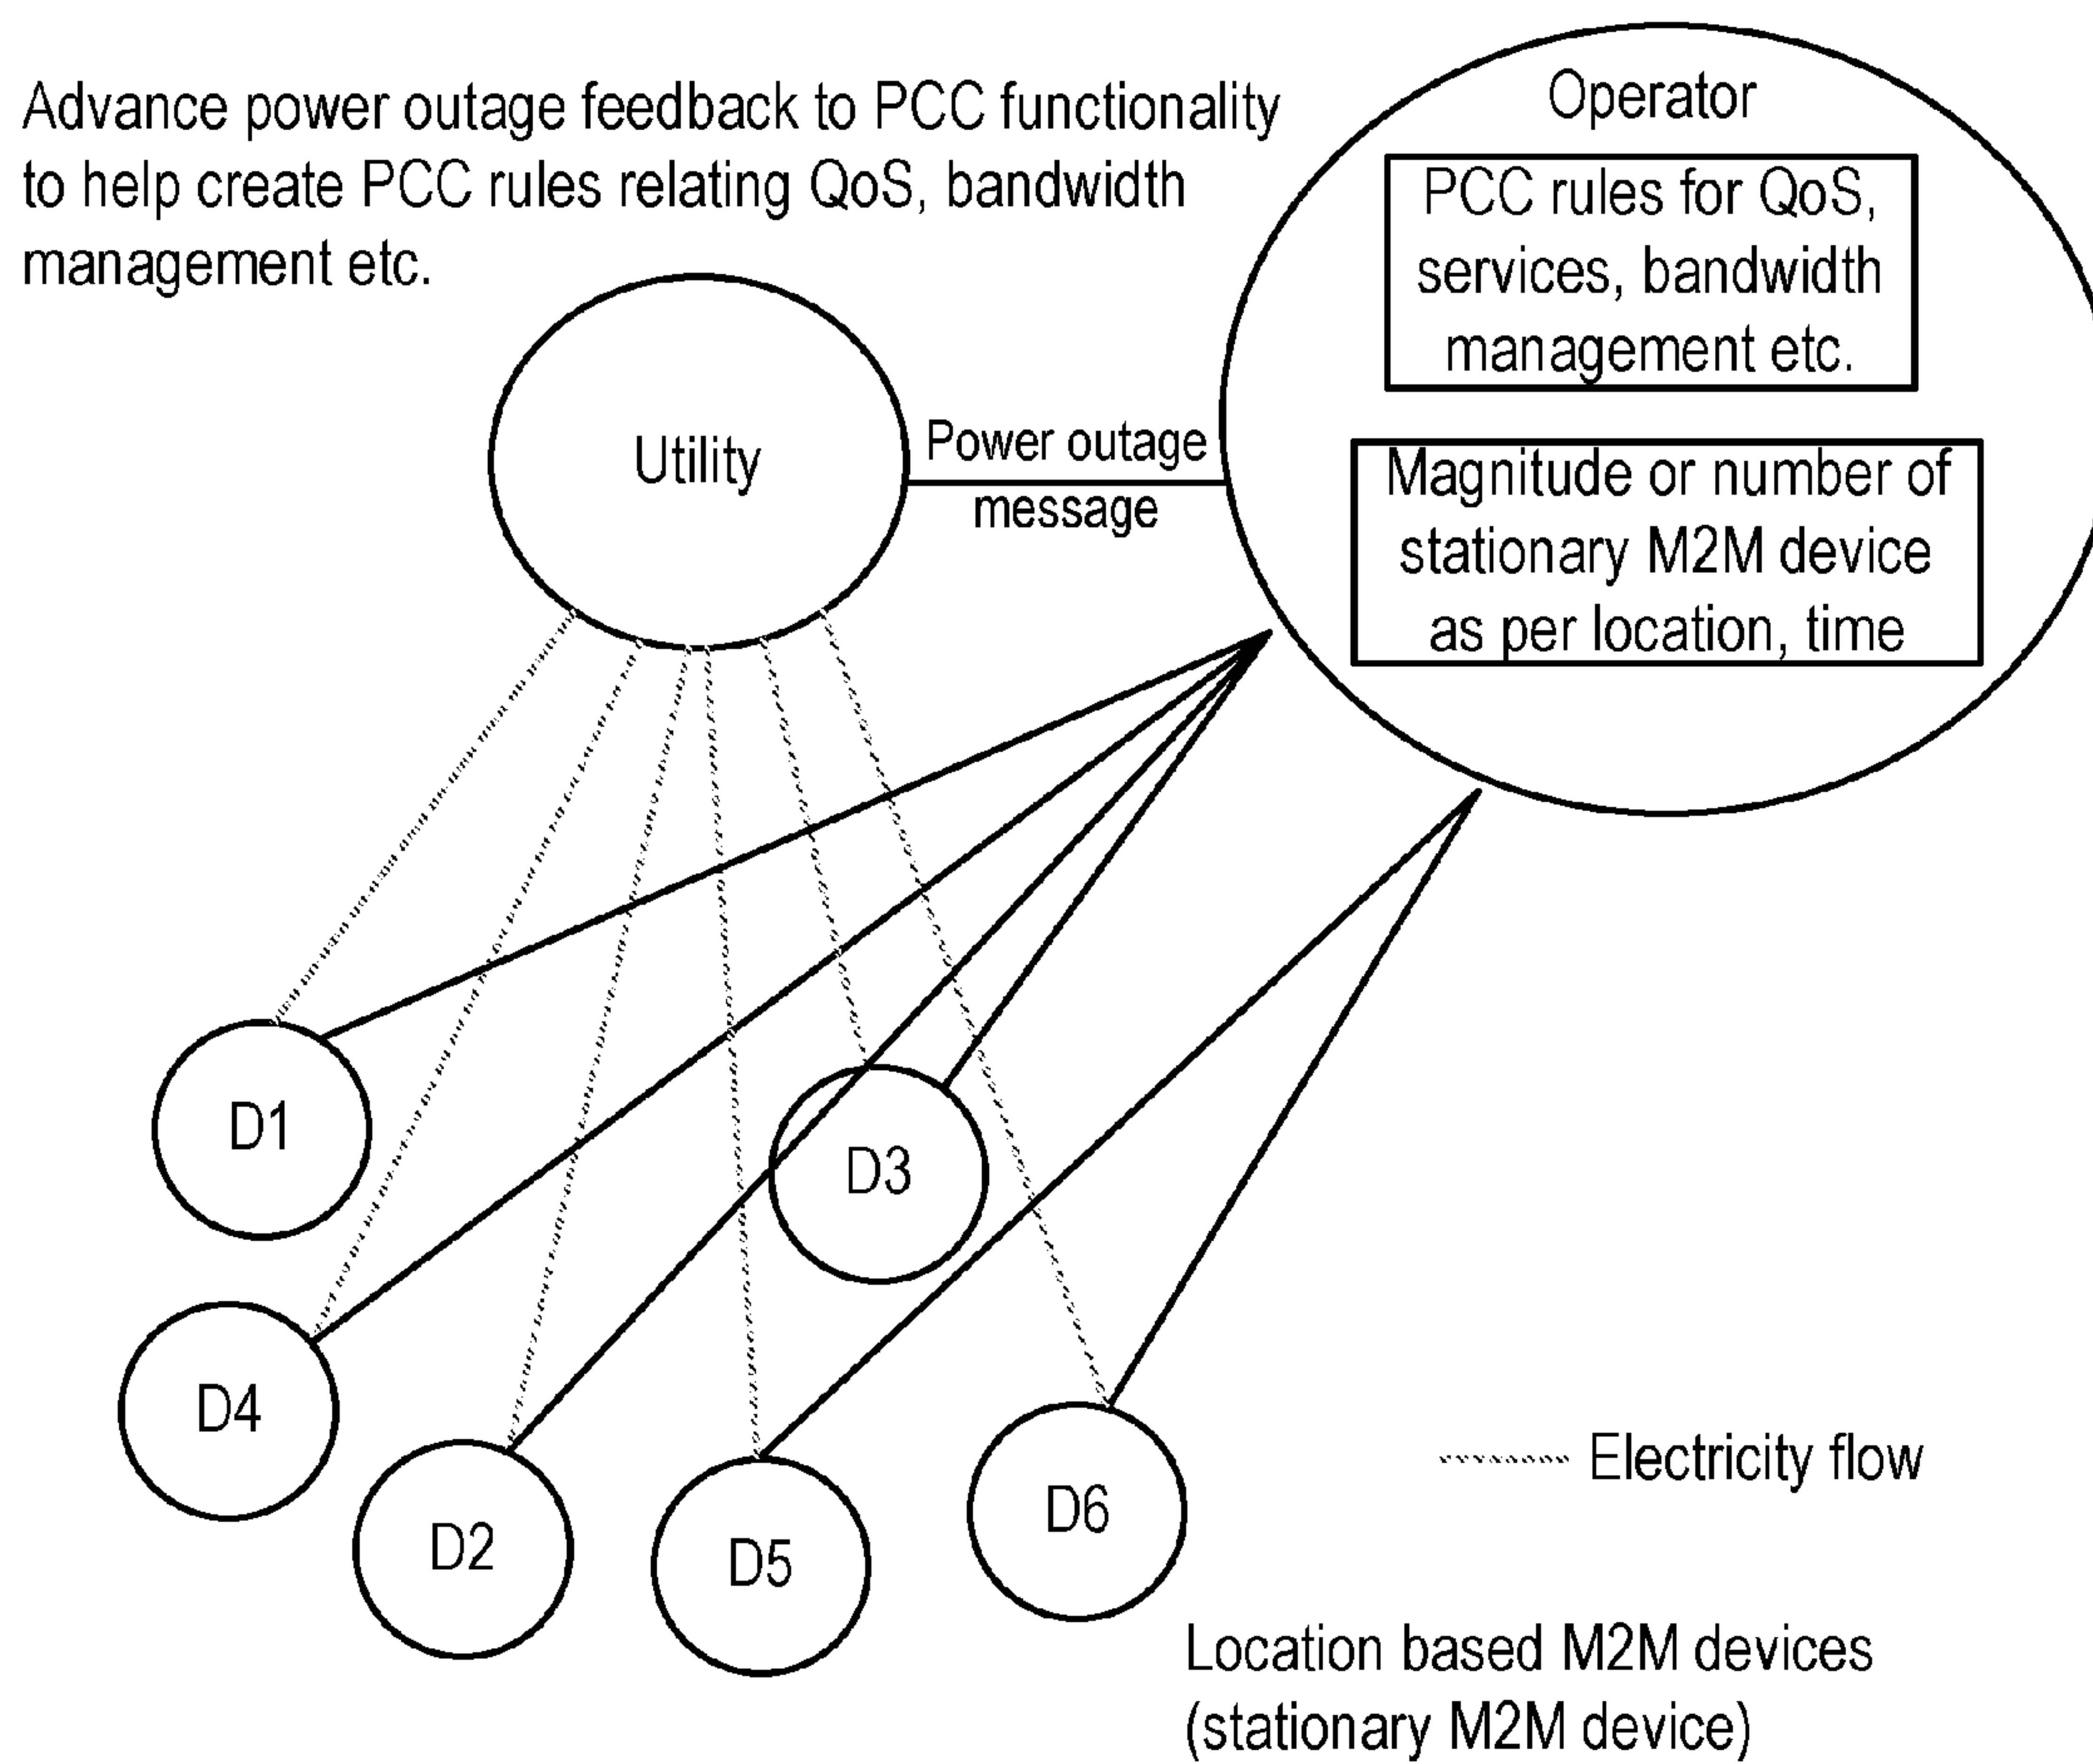 Advance power outage feedback to PCC functionality
to help create PCC rules relating QoS, bandwidth
management etc.
Operator
PCC rules for QoS,
services, bandwidth
management etc.
Magnitude or number of
stationary M2M device
as per location, time
Utility
Power outage
message
D1
D3
D4
D2
D5
D6
Electricity flow
Location based M2M devices
(stationary M2M device)